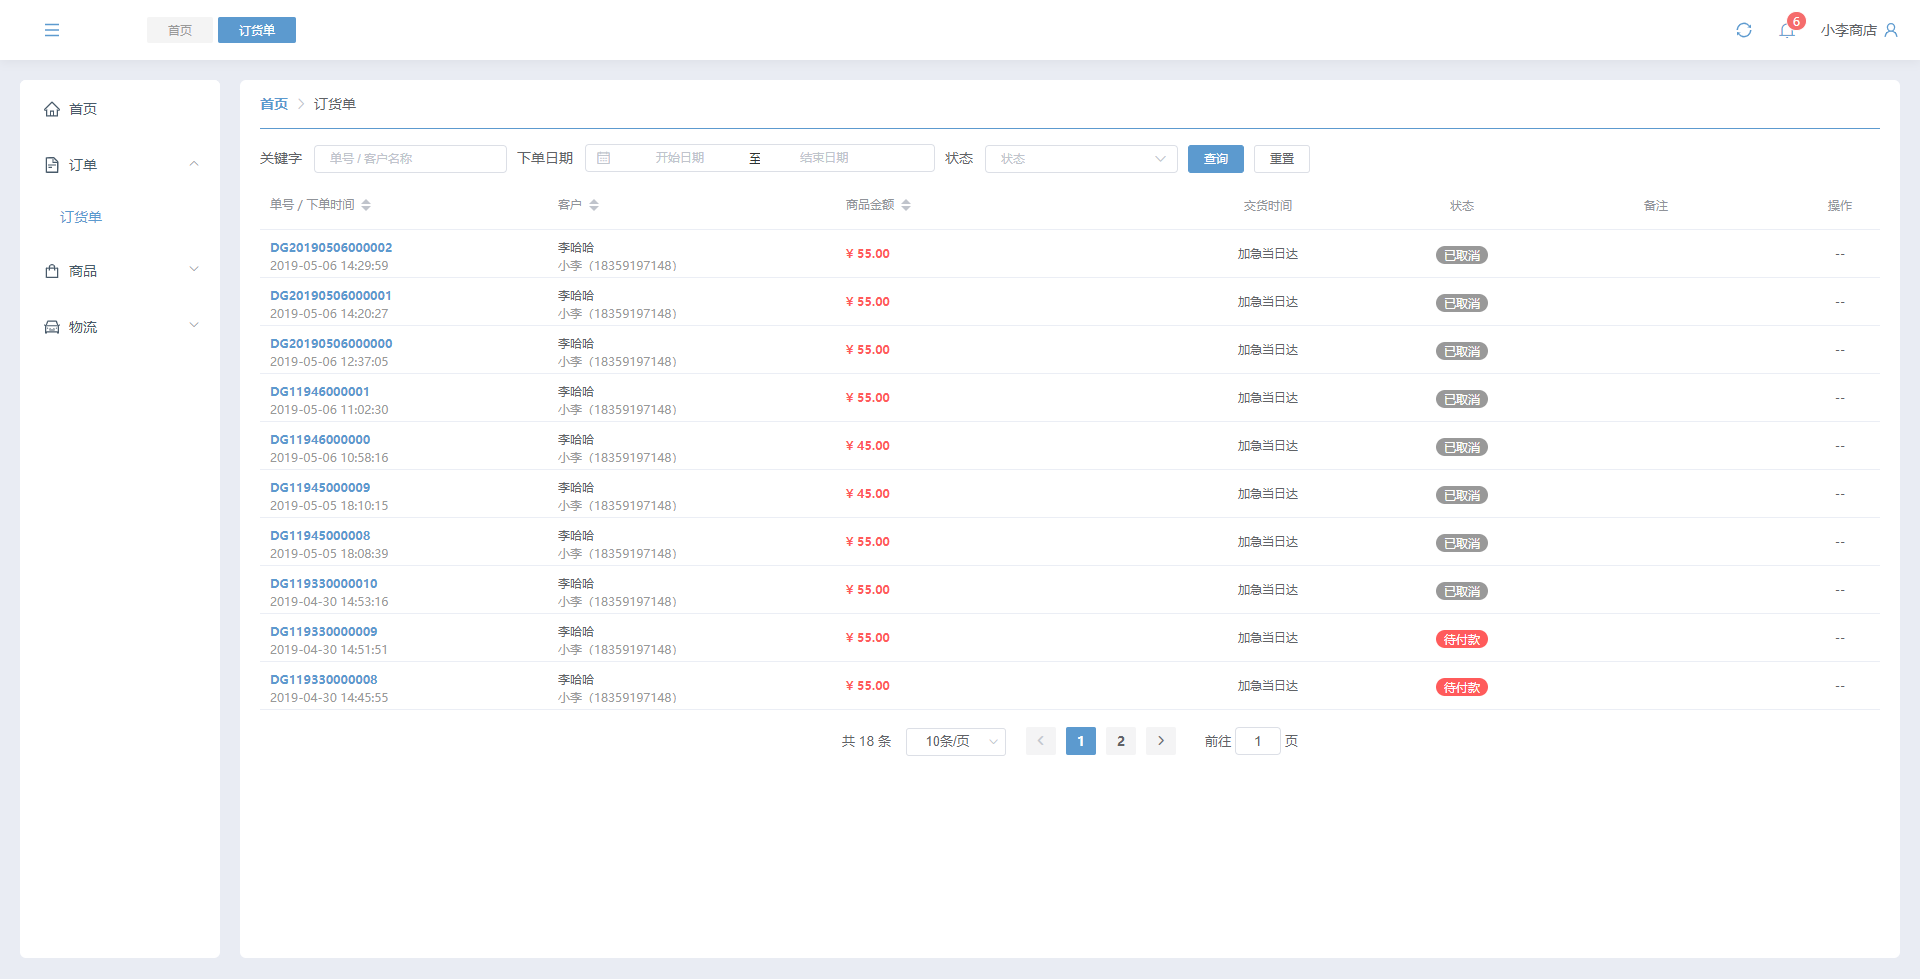 首页 订货单 6 小李商店
首页
订单
订货单
商品
物流
首页 > 订货单
关键字 单号 / 客户名称 下单日期 开始日期 至 结束日期 状态 状态 查询 重置
单号 / 下单时间 客户 商品金额 交货时间 状态 备注 操作
DG20190506000002 李哈哈 ¥ 55.00 加急当日达 已取消 --
2019-05-06 14:29:59 小李（18359197148）
DG20190506000001 李哈哈 ¥ 55.00 加急当日达 已取消 --
2019-05-06 14:20:27 小李（18359197148）
DG20190506000000 李哈哈 ¥ 55.00 加急当日达 已取消 --
2019-05-06 12:37:05 小李（18359197148）
DG11946000001 李哈哈 ¥ 55.00 加急当日达 已取消 --
2019-05-06 11:02:30 小李（18359197148）
DG11946000000 李哈哈 ¥ 45.00 加急当日达 已取消 --
2019-05-06 10:58:16 小李（18359197148）
DG11945000009 李哈哈 ¥ 45.00 加急当日达 已取消 --
2019-05-05 18:10:15 小李（18359197148）
DG11945000008 李哈哈 ¥ 55.00 加急当日达 已取消 --
2019-05-05 18:08:39 小李（18359197148）
DG119330000010 李哈哈 ¥ 55.00 加急当日达 已取消 --
2019-04-30 14:53:16 小李（18359197148）
DG119330000009 李哈哈 ¥ 55.00 加急当日达 待付款 --
2019-04-30 14:51:51 小李（18359197148）
DG119330000008 李哈哈 ¥ 55.00 加急当日达 待付款 --
2019-04-30 14:45:55 小李（18359197148）
共 18 条 10条/页 < 1 2 > 前往 1 页